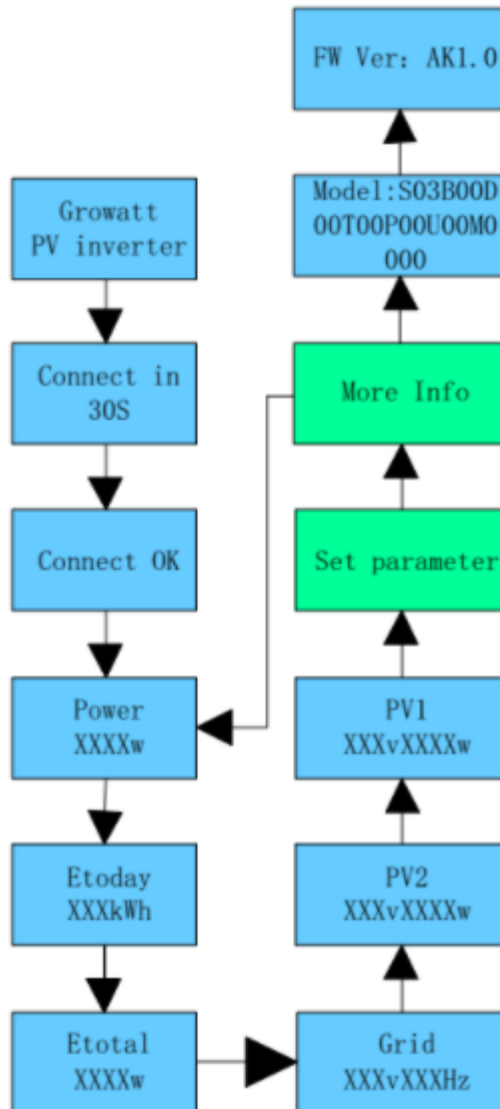 Growatt
PV inverter
Connect in
30S
Connect OK
Power
XXXXw
Etoday
XXXkWh
Etotal
XXXXw
Grid
XXXvXXXHz
PV2
XXXvXXXXw
PV1
XXXvXXXXw
Set parameter
More Info
Model:S03B00D
00T00P00U00M0
000
FW Ver: AK1.0